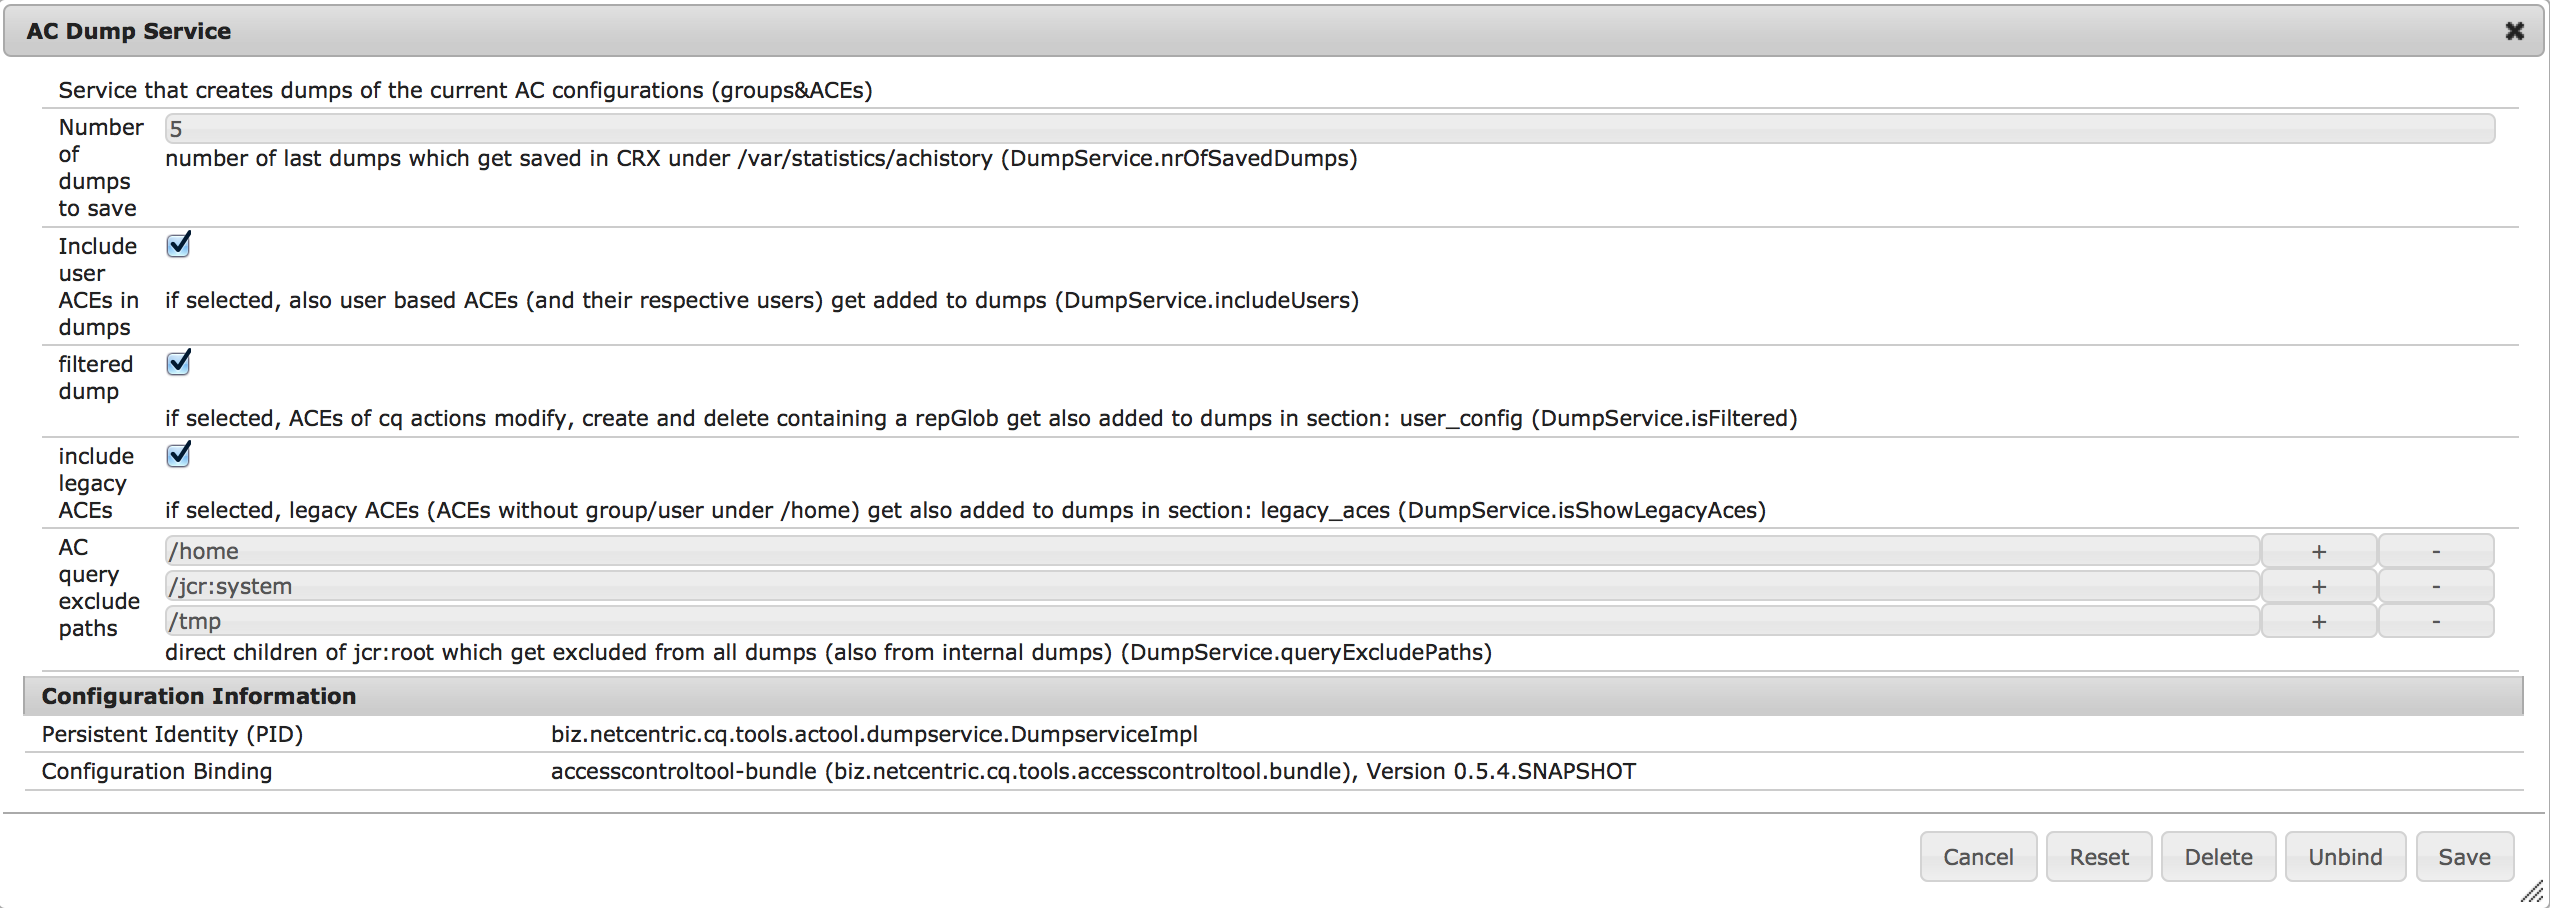 AC Dump Service
Service that creates dumps of the current AC configurations (groups&ACEs)
Number
of
dumps
to save
5
number of last dumps which get saved in CRX under /var/statistics/achistory (DumpService.nrOfSavedDumps)
Include
user
ACEs in
dumps
if selected, also user based ACEs (and their respective users) get added to dumps (DumpService.includeUsers)
filtered
dump
if selected, ACEs of cq actions modify, create and delete containing a repGlob get also added to dumps in section: user_config (DumpService.isFiltered)
include
legacy
ACEs
if selected, legacy ACEs (ACEs without group/user under /home) get also added to dumps in section: legacy_aces (DumpService.isShowLegacyAces)
AC
query
exclude
paths
/home + -
/jcr:system + -
/tmp + -
direct children of jcr:root which get excluded from all dumps (also from internal dumps) (DumpService.queryExcludePaths)
Configuration Information
Persistent Identity (PID) biz.netcentric.cq.tools.actool.dumpservice.DumpserviceImpl
Configuration Binding accesscontroltool-bundle (biz.netcentric.cq.tools.accesscontroltool.bundle), Version 0.5.4.SNAPSHOT
Cancel Reset Delete Unbind Save